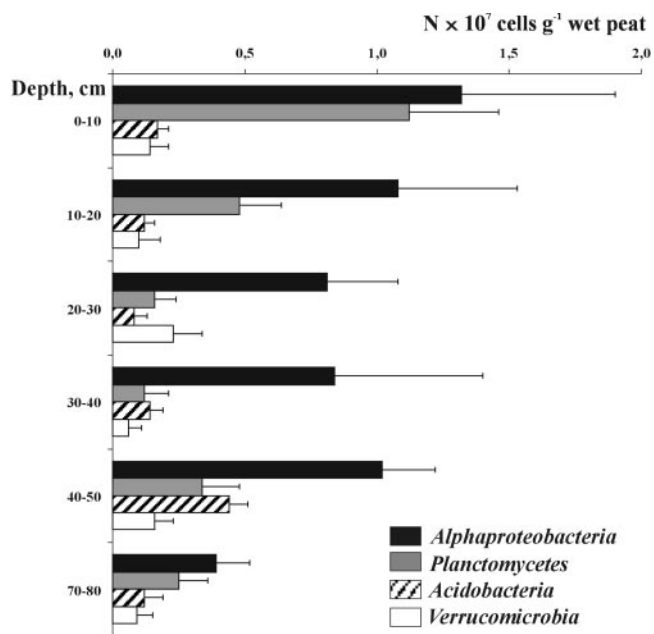 N × 10⁷ cells g⁻¹ wet peat
0,0 0,5 1,0 1,5 2,0
Depth, cm
0-10
10-20
20-30
30-40
40-50
70-80
Alphaproteobacteria
Planctomycetes
Acidobacteria
Verrucomicrobia